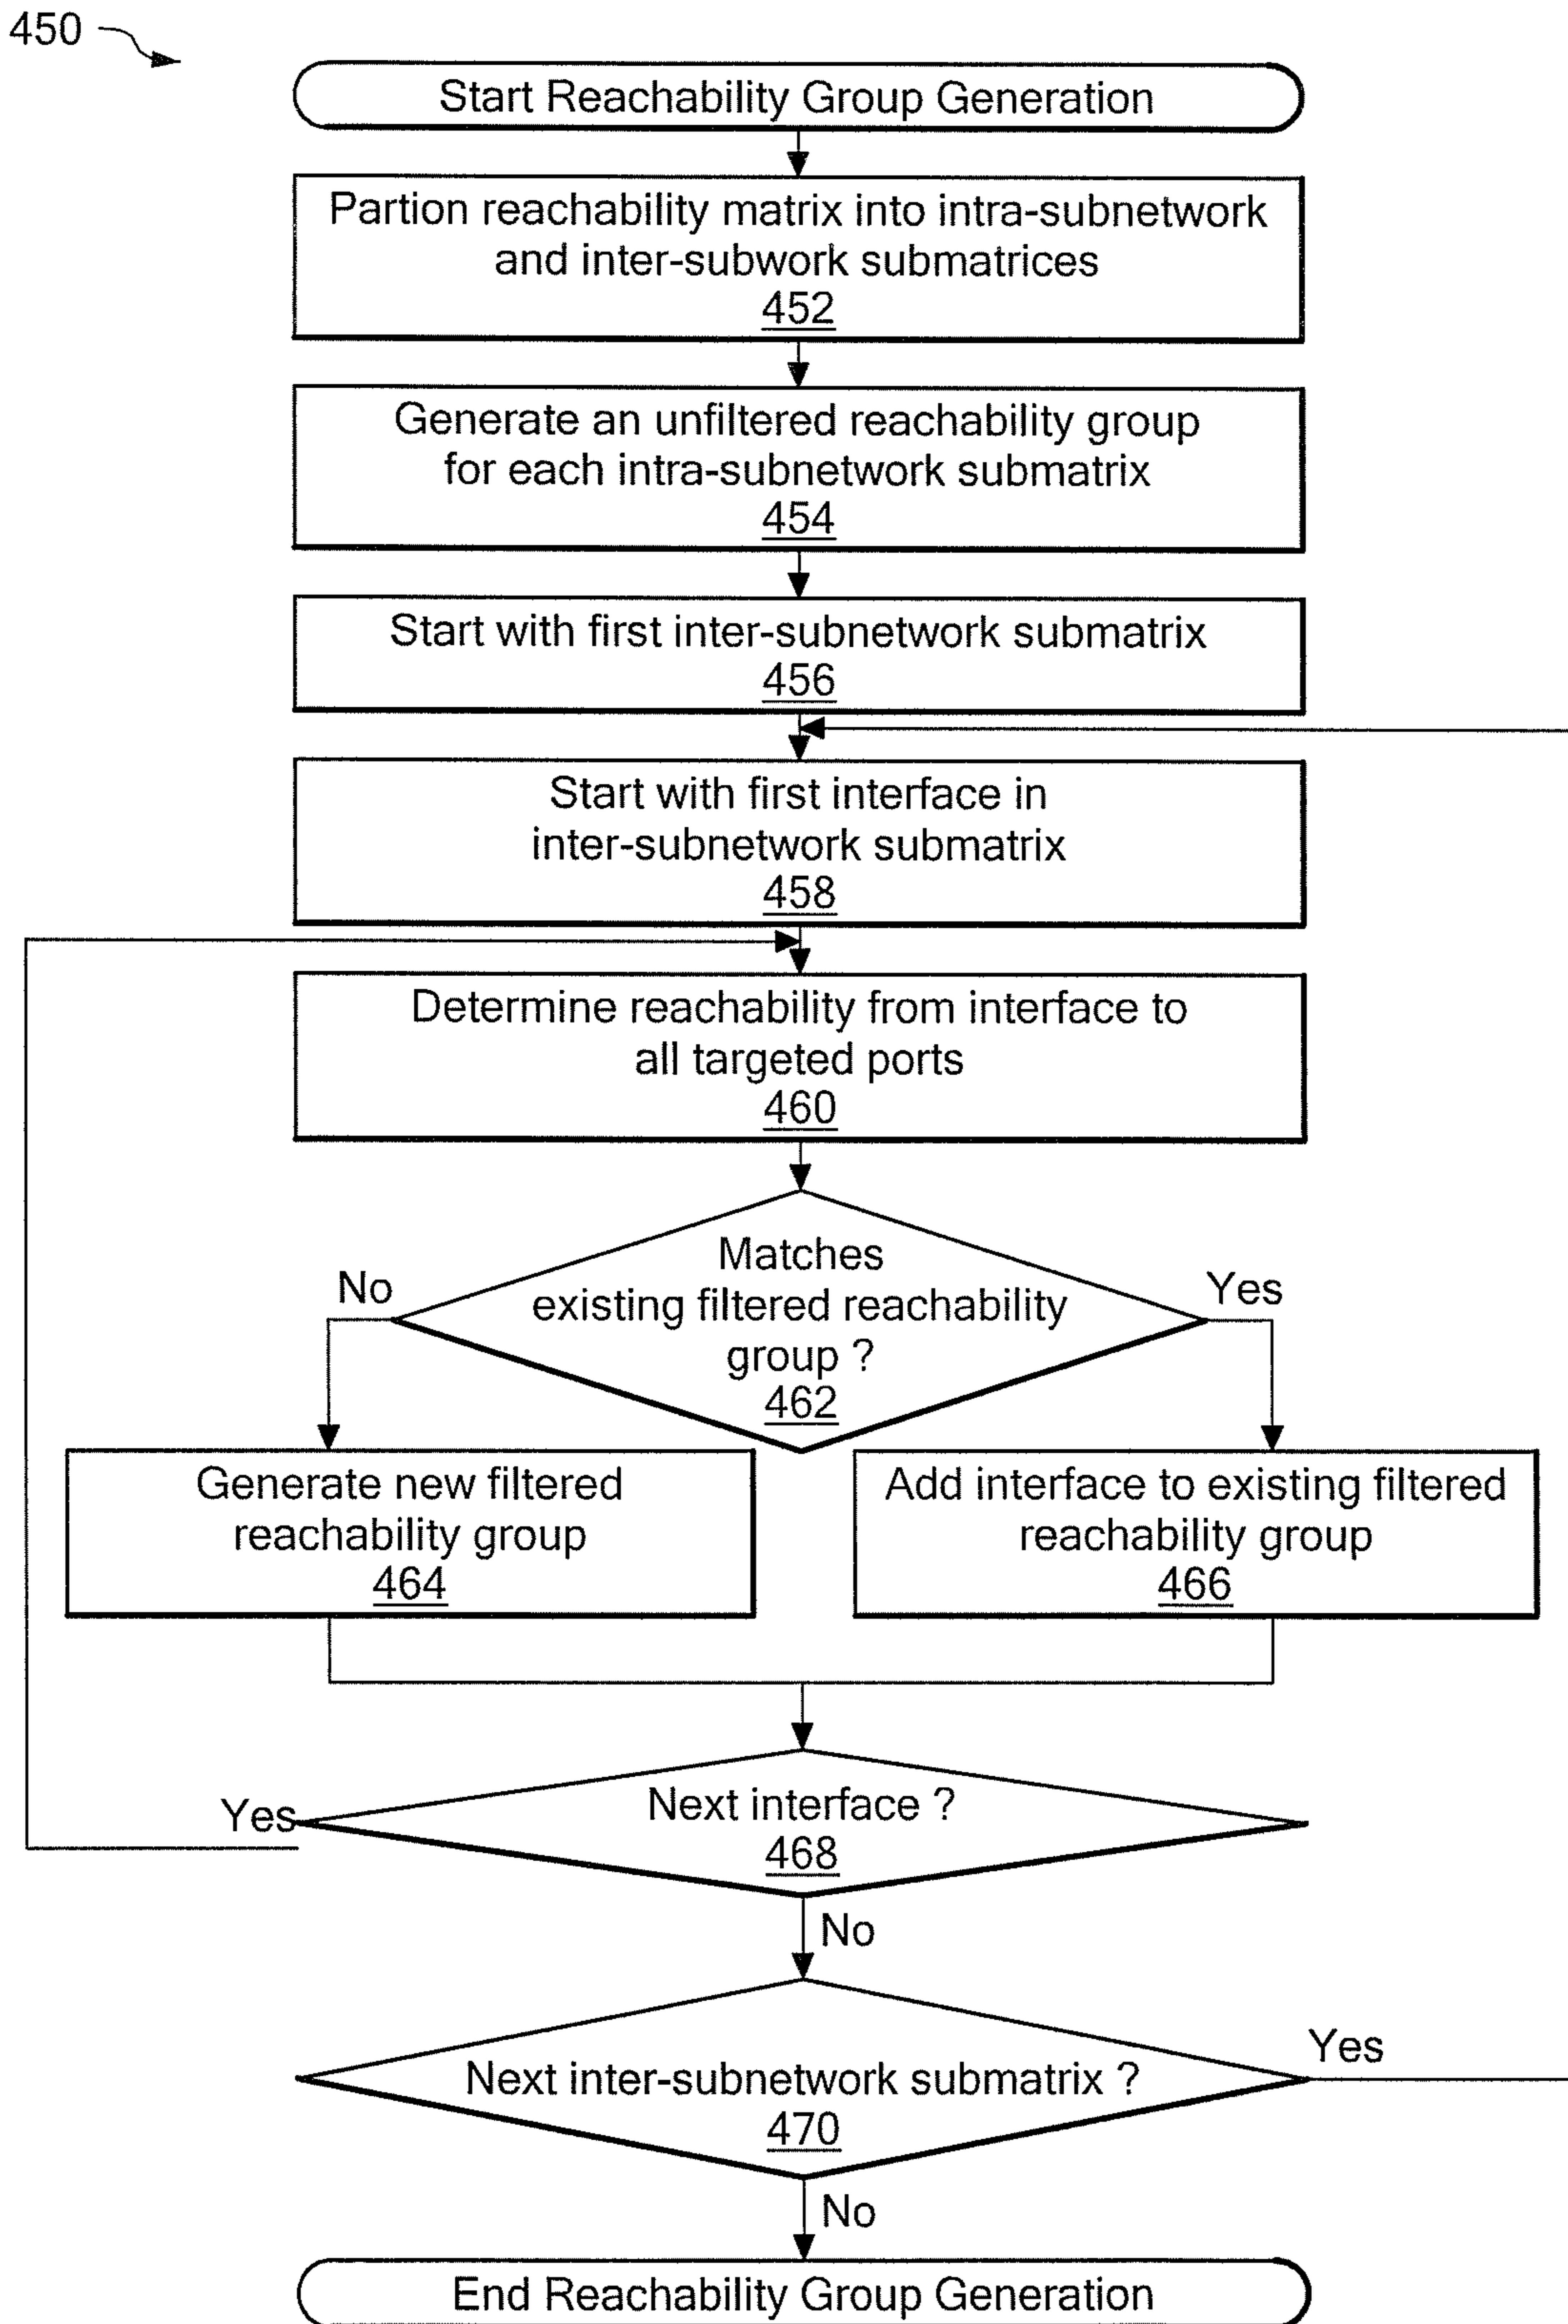 450
Start Reachability Group Generation
Partion reachability matrix into intra-subnetwork
and inter-subwork submatrices
452
Generate an unfiltered reachability group
for each intra-subnetwork submatrix
454
Start with first inter-subnetwork submatrix
456
Start with first interface in
inter-subnetwork submatrix
458
Determine reachability from interface to
all targeted ports
460
Matches
existing filtered reachability
group ?
462
No
Yes
Generate new filtered
reachability group
464
Add interface to existing filtered
reachability group
466
Next interface ?
468
Yes
No
Next inter-subnetwork submatrix ?
470
Yes
No
End Reachability Group Generation